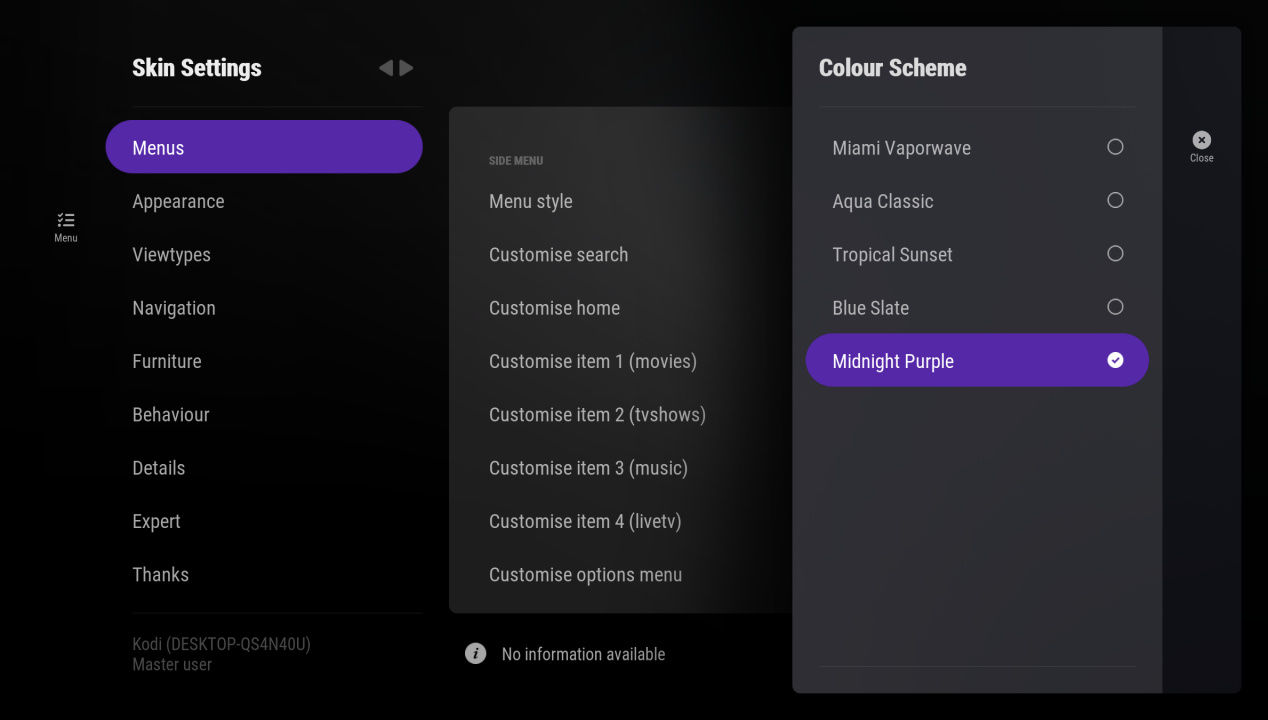 Skin Settings
Menus
Appearance
Viewtypes
Navigation
Furniture
Behaviour
Details
Expert
Thanks
Kodi (DESKTOP-QS4N40U)
Master user
Menu
SIDE MENU
Menu style
Customise search
Customise home
Customise item 1 (movies)
Customise item 2 (tvshows)
Customise item 3 (music)
Customise item 4 (livetv)
Customise options menu
No information available
Colour Scheme
Miami Vaporwave
Aqua Classic
Tropical Sunset
Blue Slate
Midnight Purple
Close